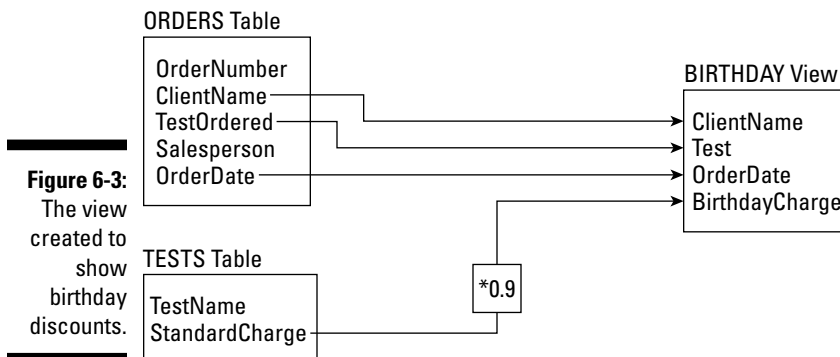 ORDERS Table
OrderNumber
ClientName
TestOrdered
Salesperson
OrderDate
BIRTHDAY View
ClientName
Test
OrderDate
BirthdayCharge
Figure 6-3:
The view
created to
show
birthday
discounts.
TESTS Table
TestName
StandardCharge
*0.9